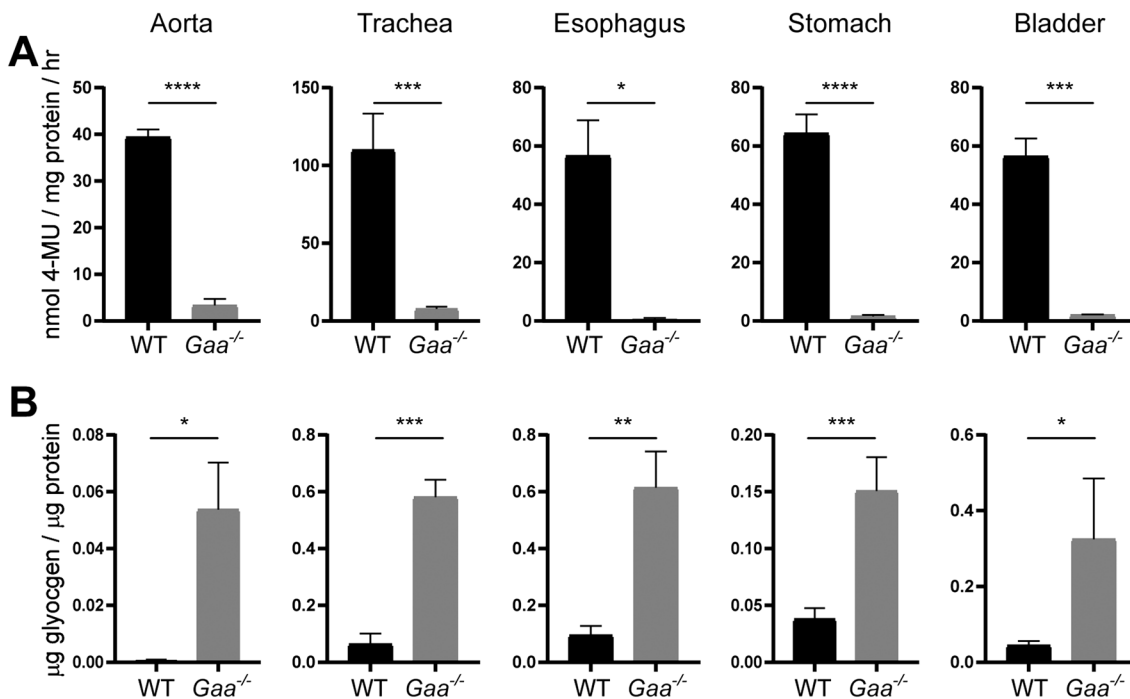 Aorta Trachea Esophagus Stomach Bladder
A
nmol 4-MU / mg protein / hr
**** *** * **** ***
50 150 80 80 80
40 60 60 60
30 100
40 40 40
20 50
10 20 20 20
0 0 0 0 0
WT Gaa-/- WT Gaa-/- WT Gaa-/- WT Gaa-/- WT Gaa-/-
B
µg glyocgen / µg protein
* *** ** *** *
0.08 0.8 0.8 0.20 0.6
0.06 0.6 0.6 0.15
0.4
0.04 0.4 0.4 0.10
0.2
0.02 0.2 0.2 0.05
0.00 0.0 0.0 0.00 0.0
WT Gaa-/- WT Gaa-/- WT Gaa-/- WT Gaa-/- WT Gaa-/-